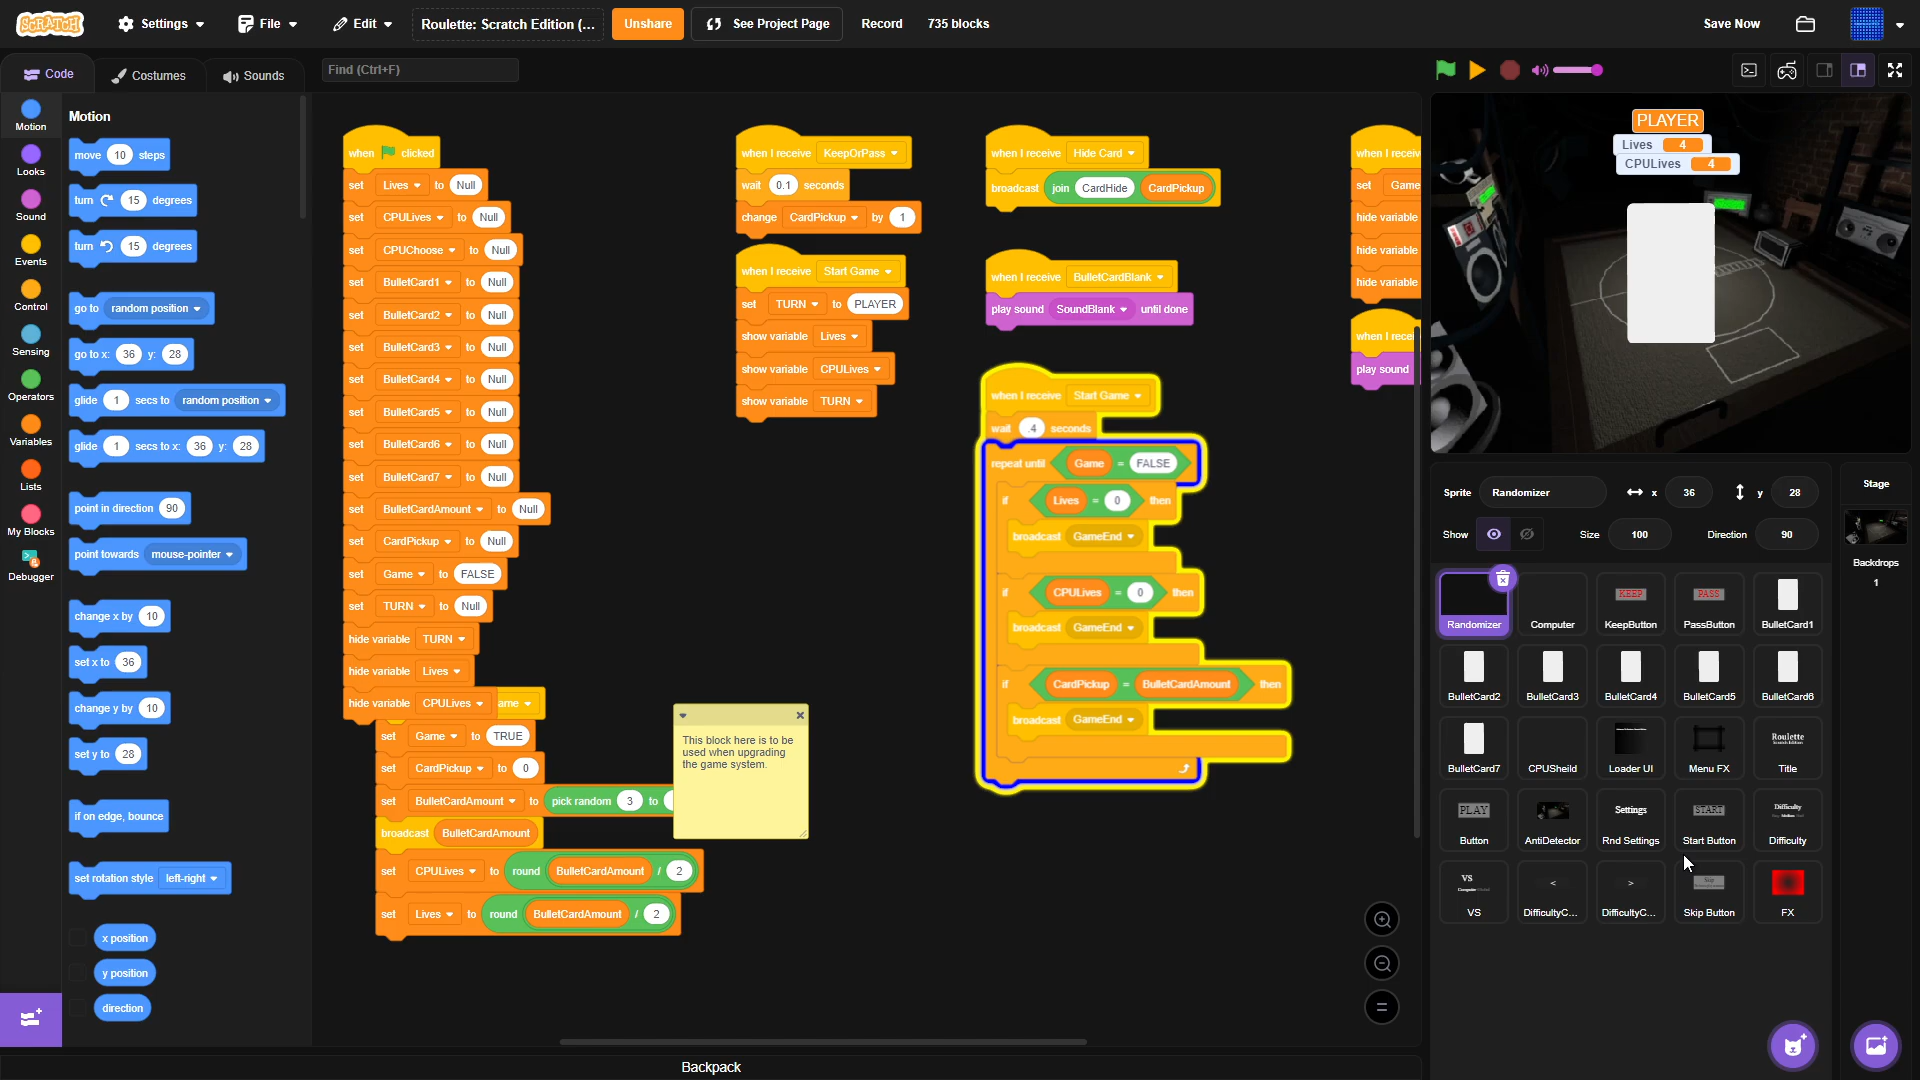 SCRATCH
Settings
File
Edit
Roulette: Scratch Edition (...
Unshare
See Project Page
Record
735 blocks
Save Now
Code
Costumes
Sounds
Find (Ctrl+F)
Motion
Looks
Sound
Events
Control
Sensing
Operators
Variables
Lists
My Blocks
Debugger
Motion
move 10 steps
turn 15 degrees
turn 15 degrees
go to random position
go to x: 36 y: 28
glide 1 secs to random position
glide 1 secs to x: 36 y: 28
point in direction 90
point towards mouse-pointer
change x by 10
set x to 36
change y by 10
set y to 28
if on edge, bounce
set rotation style left-right
x position
y position
direction
when clicked
set Lives to Null
set CPULives to Null
set CPUChoose to Null
set BulletCard1 to Null
set BulletCard2 to Null
set BulletCard3 to Null
set BulletCard4 to Null
set BulletCard5 to Null
set BulletCard6 to Null
set BulletCard7 to Null
set BulletCardAmount to Null
set CardPickup to Null
set Game to FALSE
set TURN to Null
hide variable TURN
hide variable Lives
hide variable CPULives
ame
set Game to TRUE
set CardPickup to 0
set BulletCardAmount to pick random 3 to
broadcast BulletCardAmount
set CPULives to round BulletCardAmount / 2
set Lives to round BulletCardAmount / 2
This block here is to be
used when upgrading
the game system.
when I receive KeepOrPass
wait 0.1 seconds
change CardPickup by 1
when I receive Start Game
set TURN to PLAYER
show variable Lives
show variable CPULives
show variable TURN
when I receive Hide Card
broadcast join CardHide CardPickup
when I receive BulletCardBlank
play sound SoundBlank until done
when I receive Start Game
wait .4 seconds
repeat until Game = FALSE
if Lives = 0 then
broadcast GameEnd
if CPULives = 0 then
broadcast GameEnd
if CardPickup = BulletCardAmount then
broadcast GameEnd
when I receiv
set Game
hide variable
hide variable
hide variable
when I rece
play sound
Backpack
PLAYER
Lives 4
CPULives 4
Sprite Randomizer x 36 y 28
Show Size 100 Direction 90
Stage
Backdrops
1
Randomizer
Computer
KEEP
KeepButton
PASS
PassButton
BulletCard1
BulletCard2
BulletCard3
BulletCard4
BulletCard5
BulletCard6
BulletCard7
CPUSheild
Loader UI
Menu FX
Roulette
Title
PLAY
Button
AntiDetector
Settings
Rnd Settings
START
Start Button
Difficulty
Difficulty
VS
VS
<
DifficultyC...
>
DifficultyC...
Skip
Skip Button
FX